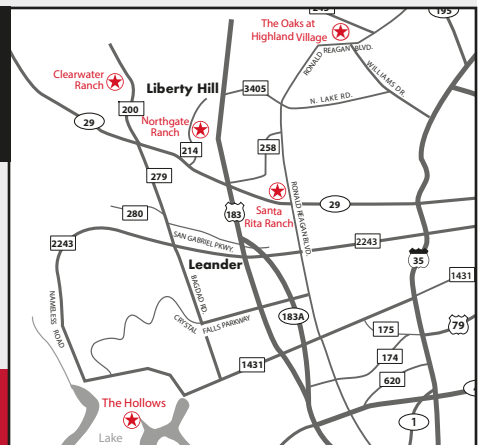 195
The Oaks at
Highland Village
RONALD REAGAN BLVD.
WILLIAMS DR.
Clearwater
Ranch
Liberty Hill
3405
N. LAKE RD.
200
29
Northgate
Ranch
214
258
279
RONALD REAGAN BLVD.
280
183
Santa
Rita Ranch
29
2243
SAN GABRIEL PKWY.
2243
Leander
35
1431
NAMELESS ROAD
BAGDAD RD.
CRYSTAL FALLS PARKWAY
183A
175
79
174
1431
620
The Hollows
1
Lake